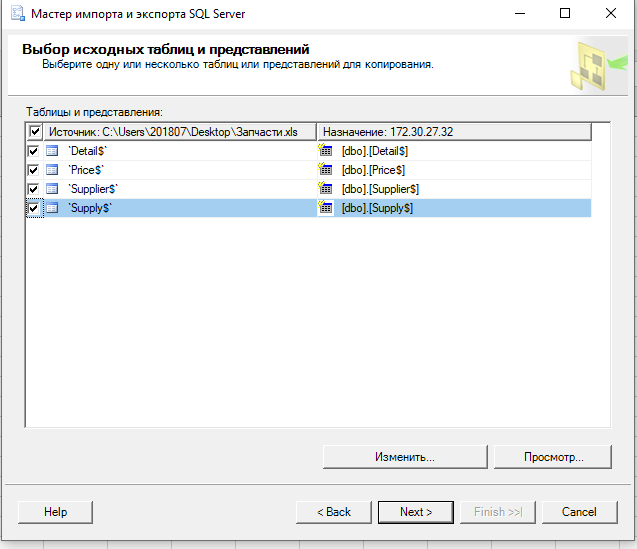 Мастер импорта и экспорта SQL Server
Выбор исходных таблиц и представлений
Выберите одну или несколько таблиц или представлений для копирования.
Таблицы и представления:
Источник: C:\Users\201807\Desktop\Запчасти.xls Назначение: 172.30.27.32
`Detail$` [dbo].[Detail$]
`Price$` [dbo].[Price$]
`Supplier$` [dbo].[Supplier$]
`Supply$` [dbo].[Supply$]
Изменить... Просмотр...
Help < Back Next > Finish >>| Cancel